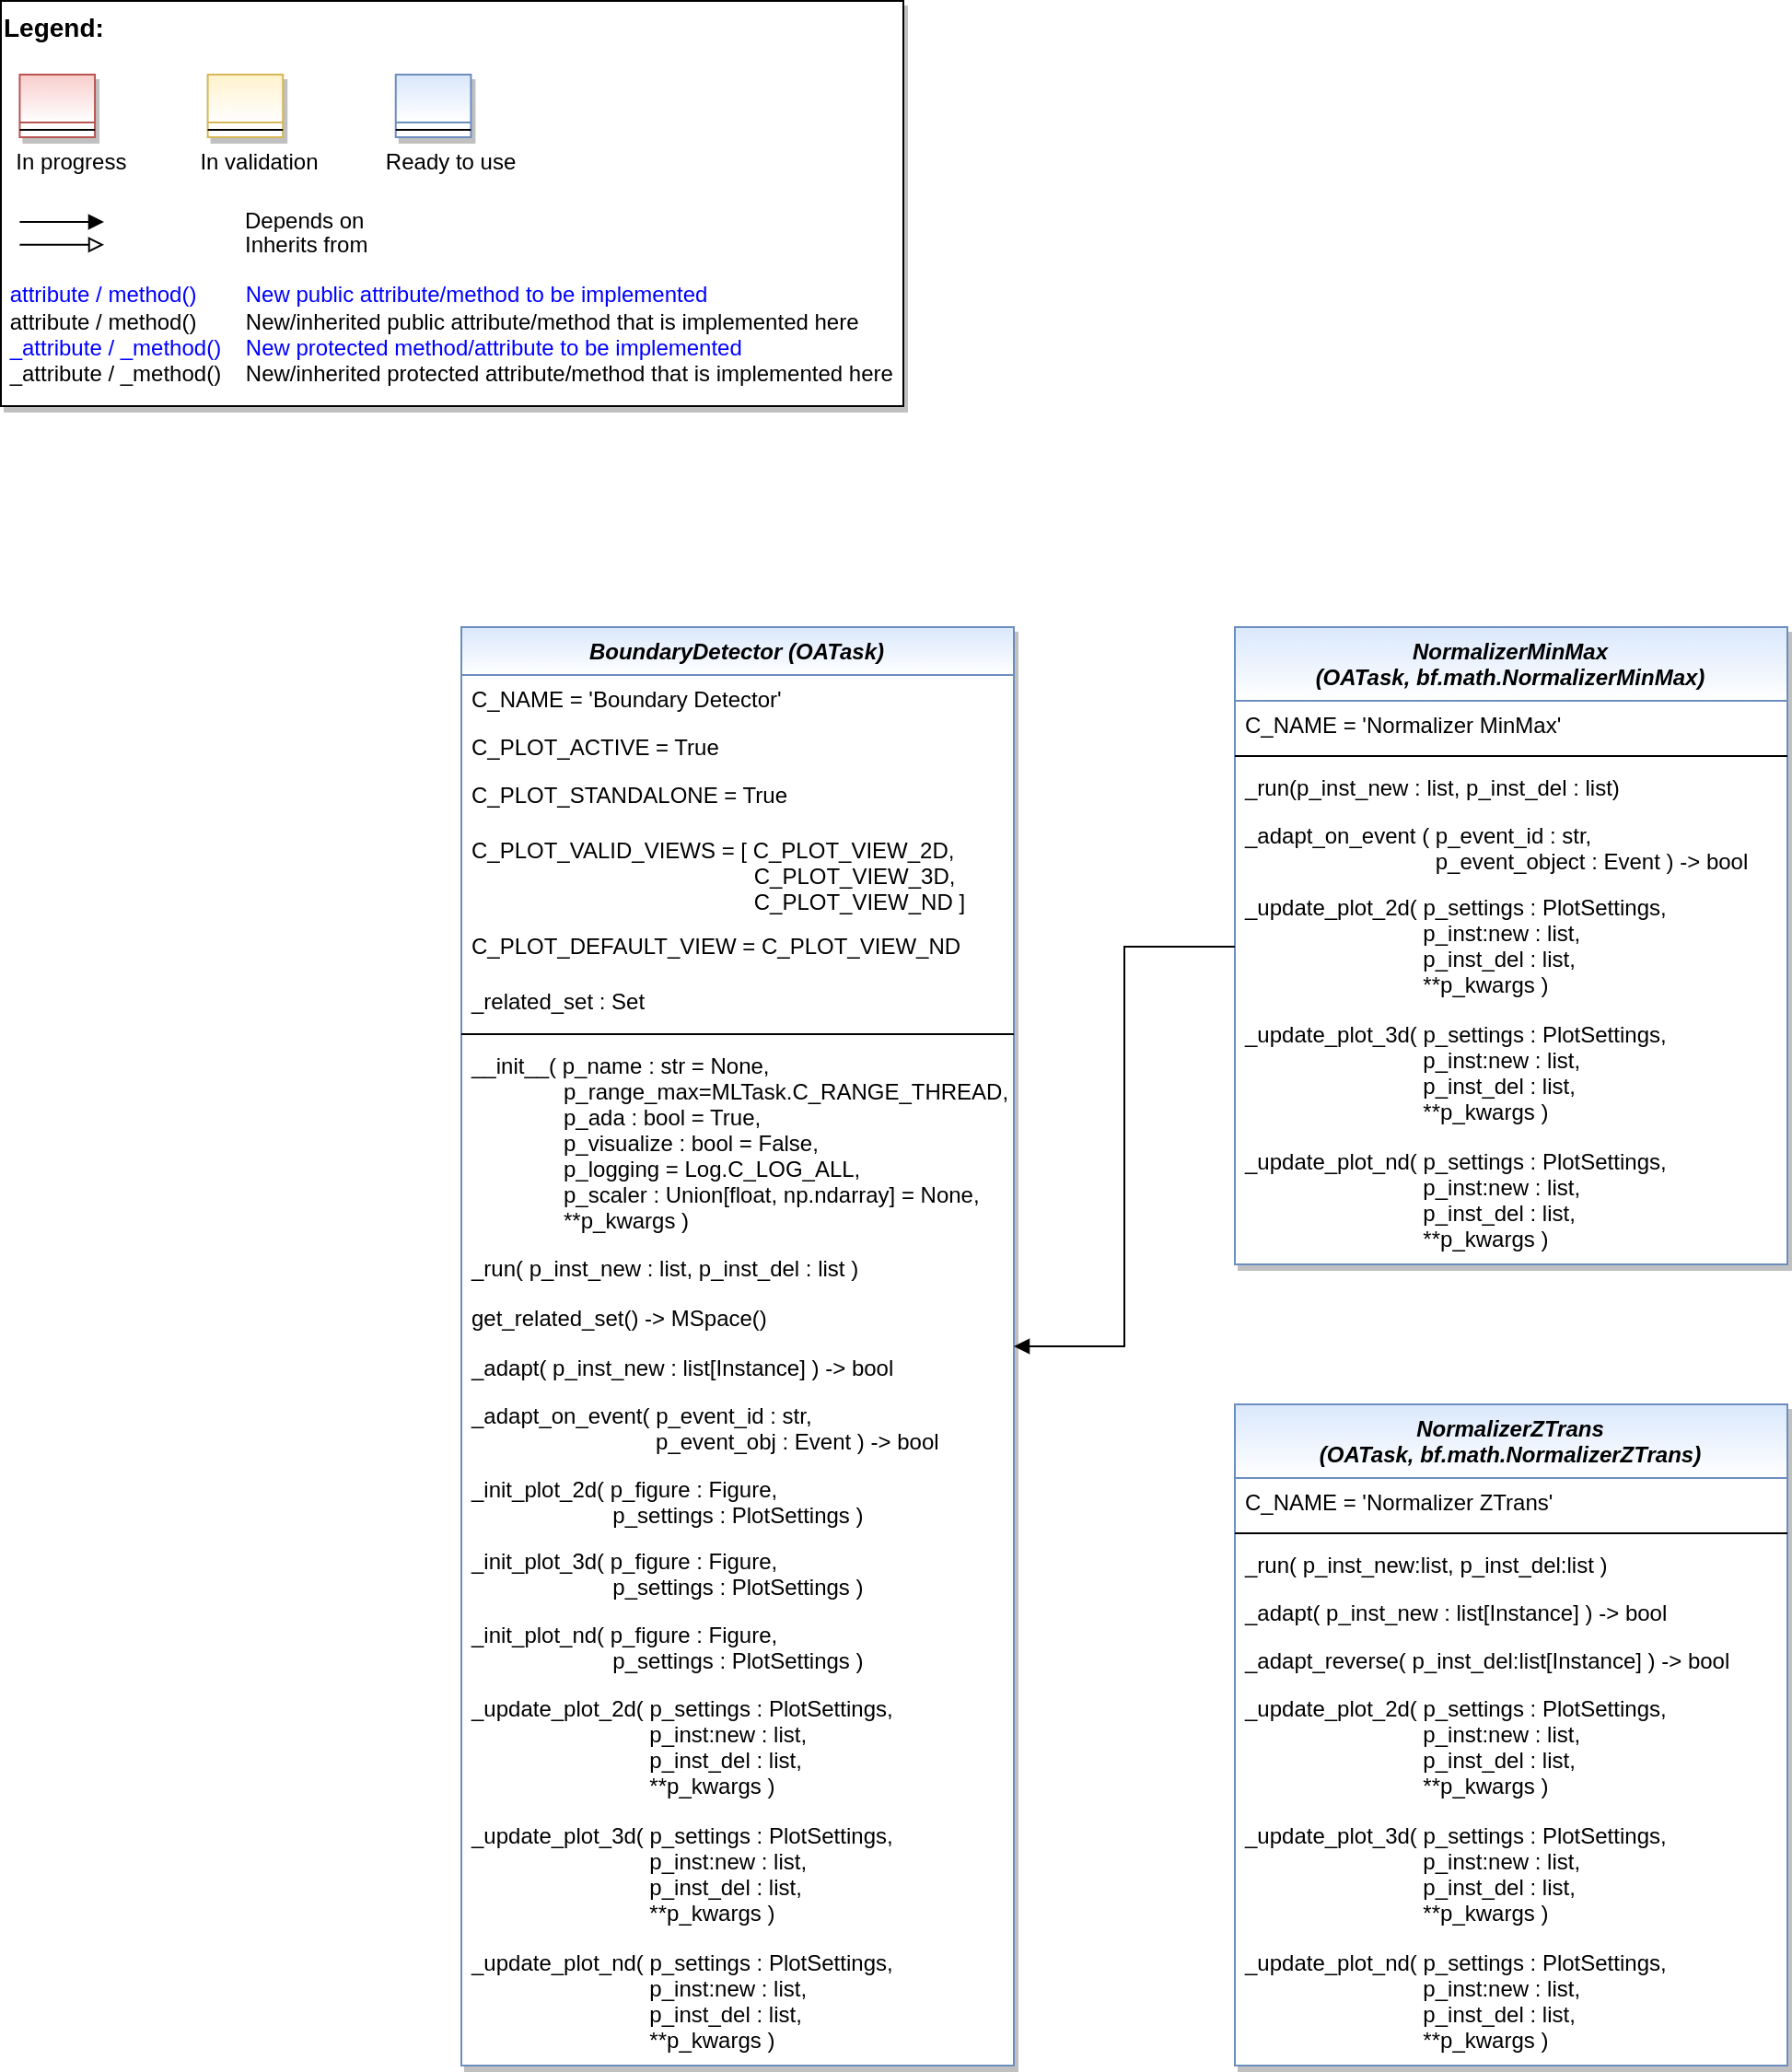 Legend:
In progress
In validation
Ready to use
Depends on
Inherits from
attribute / method() New public attribute/method to be implemented
attribute / method() New/inherited public attribute/method that is implemented here
_attribute / _method() New protected method/attribute to be implemented
_attribute / _method() New/inherited protected attribute/method that is implemented here
BoundaryDetector (OATask)
C_NAME = 'Boundary Detector'
C_PLOT_ACTIVE = True
C_PLOT_STANDALONE = True
C_PLOT_VALID_VIEWS = [ C_PLOT_VIEW_2D,
C_PLOT_VIEW_3D,
C_PLOT_VIEW_ND ]
C_PLOT_DEFAULT_VIEW = C_PLOT_VIEW_ND
_related_set : Set
__init__( p_name : str = None,
p_range_max=MLTask.C_RANGE_THREAD,
p_ada : bool = True,
p_visualize : bool = False,
p_logging = Log.C_LOG_ALL,
p_scaler : Union[float, np.ndarray] = None,
**p_kwargs )
_run( p_inst_new : list, p_inst_del : list )
get_related_set() -> MSpace()
_adapt( p_inst_new : list[Instance] ) -> bool
_adapt_on_event( p_event_id : str,
p_event_obj : Event ) -> bool
_init_plot_2d( p_figure : Figure,
p_settings : PlotSettings )
_init_plot_3d( p_figure : Figure,
p_settings : PlotSettings )
_init_plot_nd( p_figure : Figure,
p_settings : PlotSettings )
_update_plot_2d( p_settings : PlotSettings,
p_inst:new : list,
p_inst_del : list,
**p_kwargs )
_update_plot_3d( p_settings : PlotSettings,
p_inst:new : list,
p_inst_del : list,
**p_kwargs )
_update_plot_nd( p_settings : PlotSettings,
p_inst:new : list,
p_inst_del : list,
**p_kwargs )
NormalizerMinMax
(OATask, bf.math.NormalizerMinMax)
C_NAME = 'Normalizer MinMax'
_run(p_inst_new : list, p_inst_del : list)
_adapt_on_event ( p_event_id : str,
p_event_object : Event ) -> bool
_update_plot_2d( p_settings : PlotSettings,
p_inst:new : list,
p_inst_del : list,
**p_kwargs )
_update_plot_3d( p_settings : PlotSettings,
p_inst:new : list,
p_inst_del : list,
**p_kwargs )
_update_plot_nd( p_settings : PlotSettings,
p_inst:new : list,
p_inst_del : list,
**p_kwargs )
NormalizerZTrans
(OATask, bf.math.NormalizerZTrans)
C_NAME = 'Normalizer ZTrans'
_run( p_inst_new:list, p_inst_del:list )
_adapt( p_inst_new : list[Instance] ) -> bool
_adapt_reverse( p_inst_del:list[Instance] ) -> bool
_update_plot_2d( p_settings : PlotSettings,
p_inst:new : list,
p_inst_del : list,
**p_kwargs )
_update_plot_3d( p_settings : PlotSettings,
p_inst:new : list,
p_inst_del : list,
**p_kwargs )
_update_plot_nd( p_settings : PlotSettings,
p_inst:new : list,
p_inst_del : list,
**p_kwargs )